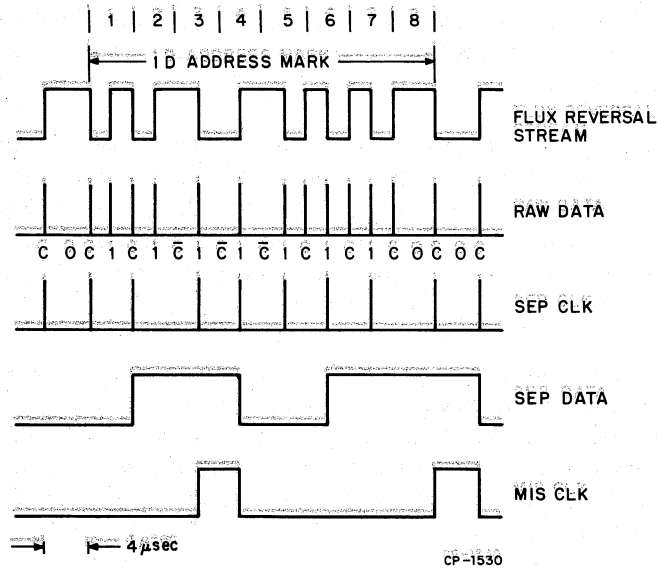 | 1 | 2 | 3 | 4 | 5 | 6 | 7 | 8 |
ID ADDRESS MARK
FLUX REVERSAL
STREAM
RAW DATA
C 0 C 1 C 1 C̅ 1 C̅ 1 C̅ 1 C 1 C 1 C 0 C 0 C
SEP CLK
SEP DATA
MIS CLK
4 μsec
CP-1530